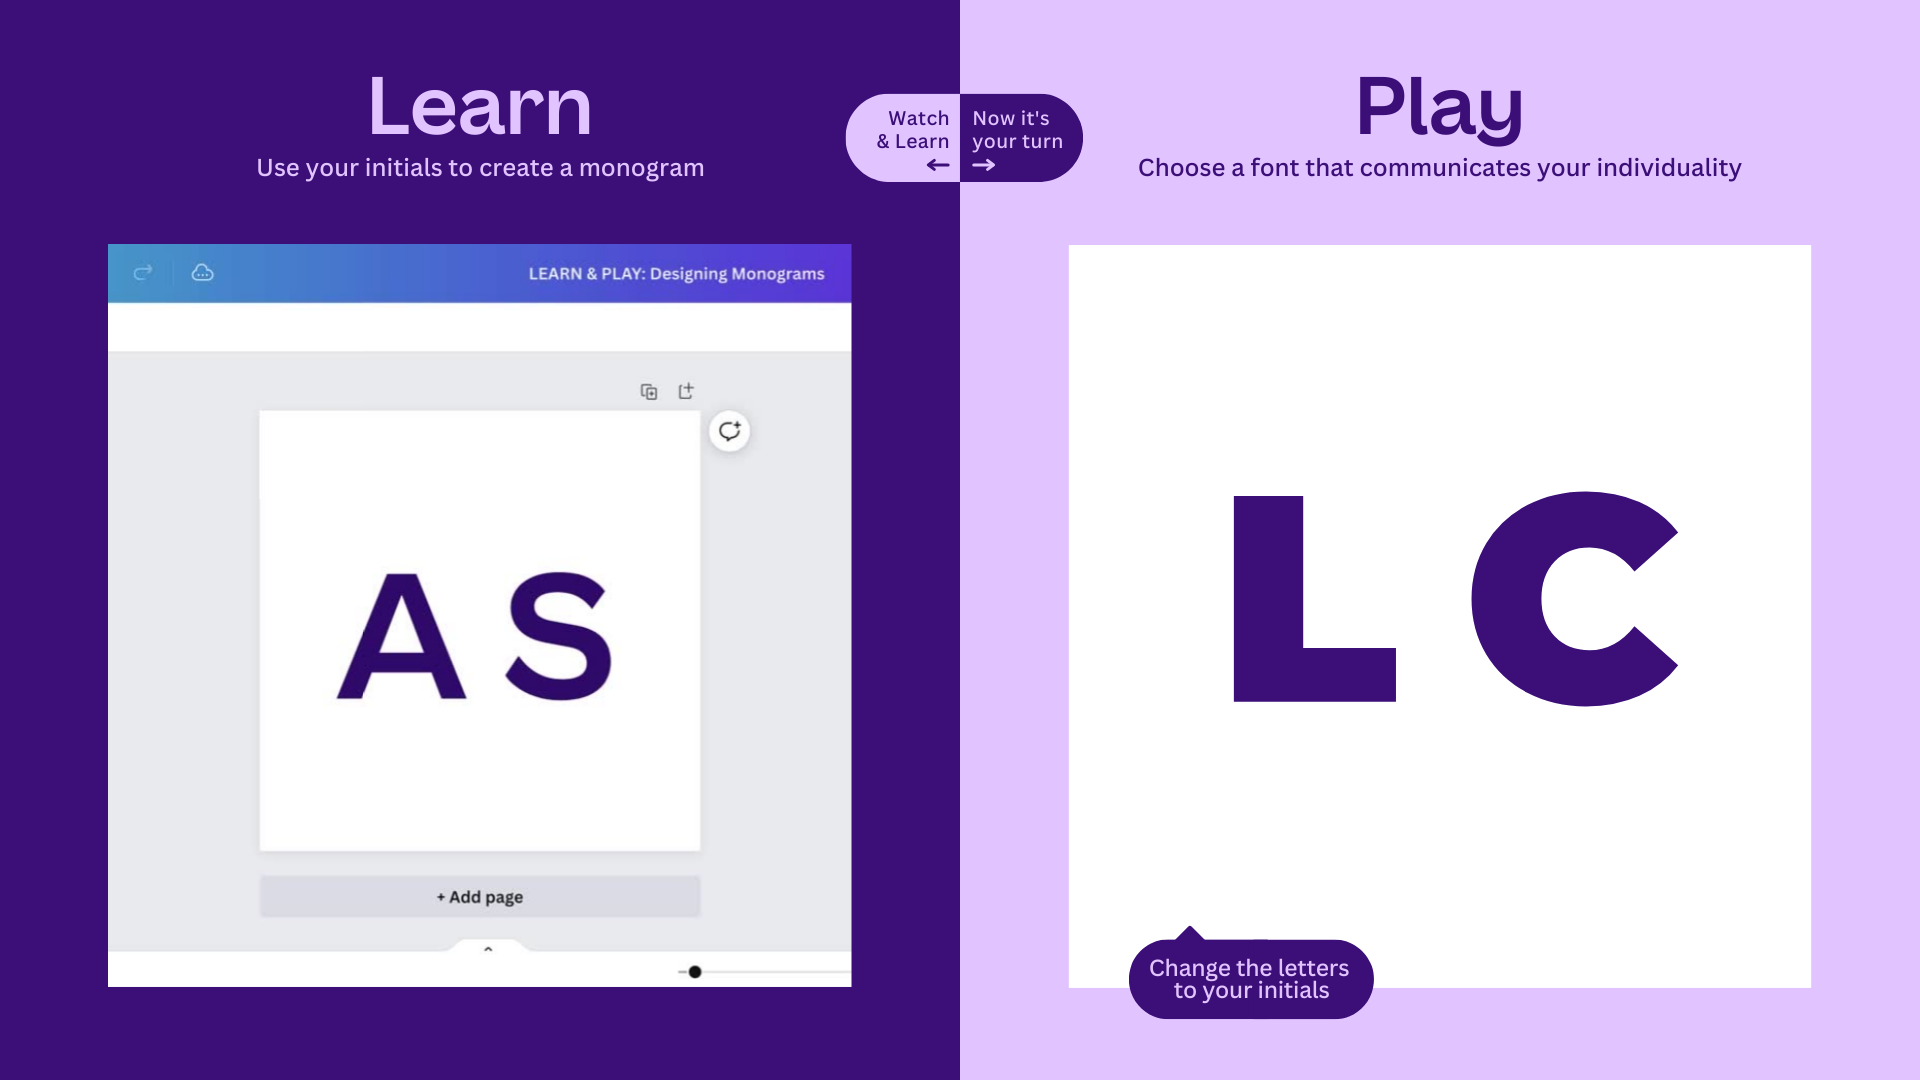 Learn
Use your initials to create a monogram
Watch
& Learn
Now it's
your turn
Play
Choose a font that communicates your individuality
LEARN & PLAY: Designing Monograms
A S
+ Add page
L C
Change the letters
to your initials